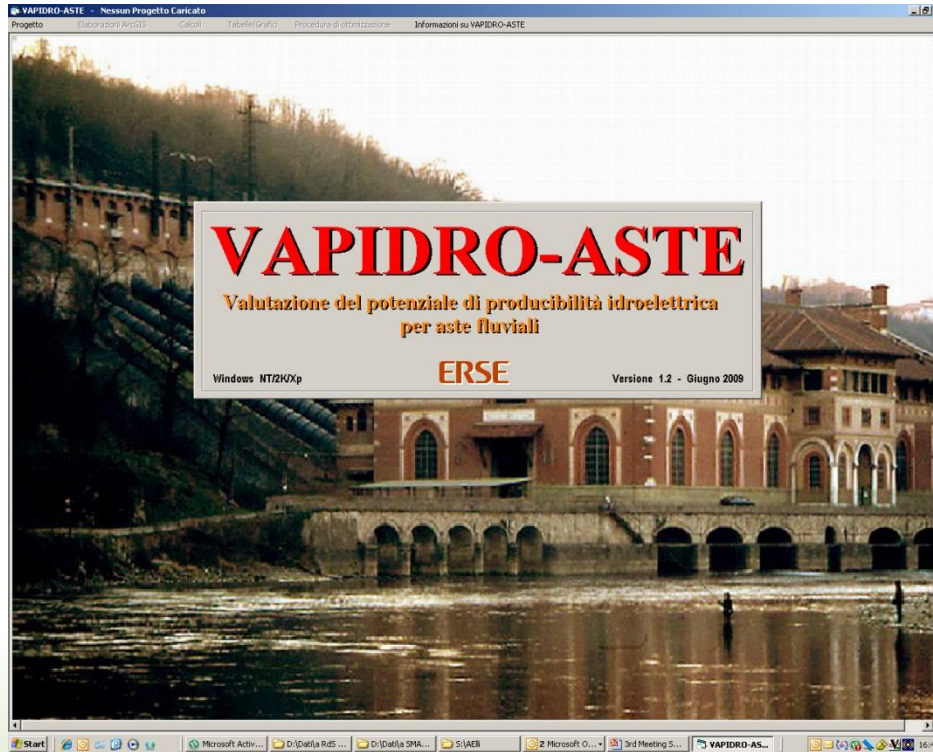 VAPIDRO-ASTE - Nessun Progetto Caricato
Progetto Elaborazioni ArcGIS Calcoli Tabelle/Grafici Procedura di ottimizzazione Informazioni su VAPIDRO-ASTE
VAPIDRO-ASTE
Valutazione del potenziale di producibilità idroelettrica
per aste fluviali
ERSE
Windows NT/2K/Xp Versione 1.2 - Giugno 2009
Start Microsoft Activ... D:\Dati\a RdS ... D:\Dati\a SMA... S:\AElli 2 Microsoft O... 3rd Meeting S... VAPIDRO-AS...